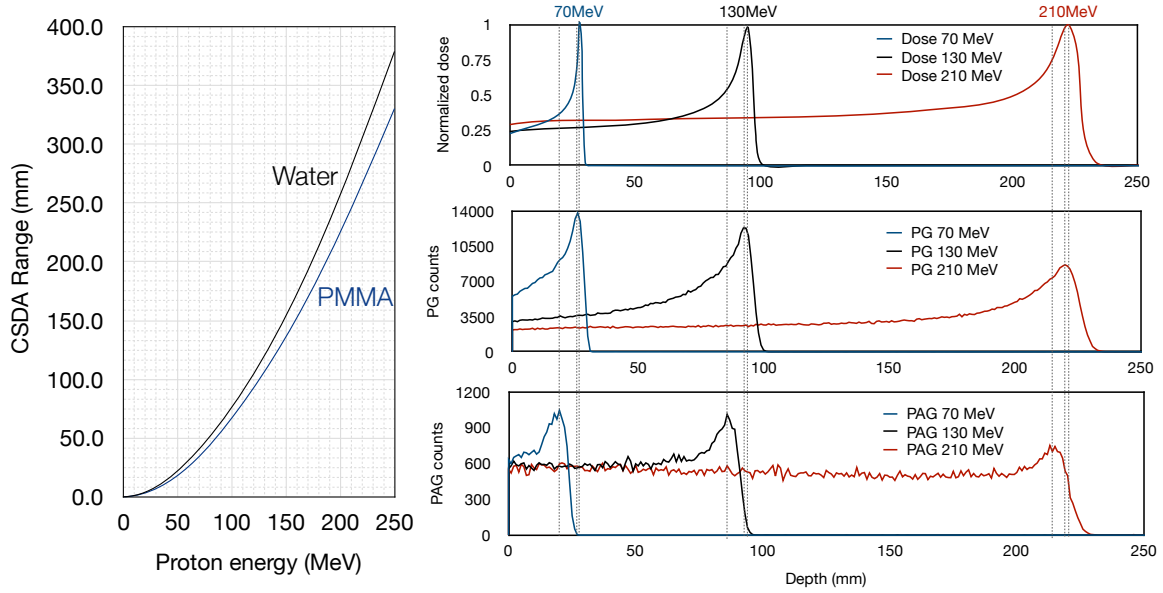 400.0
350.0
300.0
250.0
200.0
150.0
100.0
50.0
0.0
CSDA Range (mm)
Water
PMMA
0 50 100 150 200 250
Proton energy (MeV)
70MeV 130MeV 210MeV
1
0.75
0.5
0.25
0
Normalized dose
Dose 70 MeV
Dose 130 MeV
Dose 210 MeV
0 50 100 150 200 250
14000
10500
7000
3500
0
PG counts
PG 70 MeV
PG 130 MeV
PG 210 MeV
0 50 100 150 200 250
1200
900
600
300
0
PAG counts
PAG 70 MeV
PAG 130 MeV
PAG 210 MeV
0 50 100 150 200 250
Depth (mm)